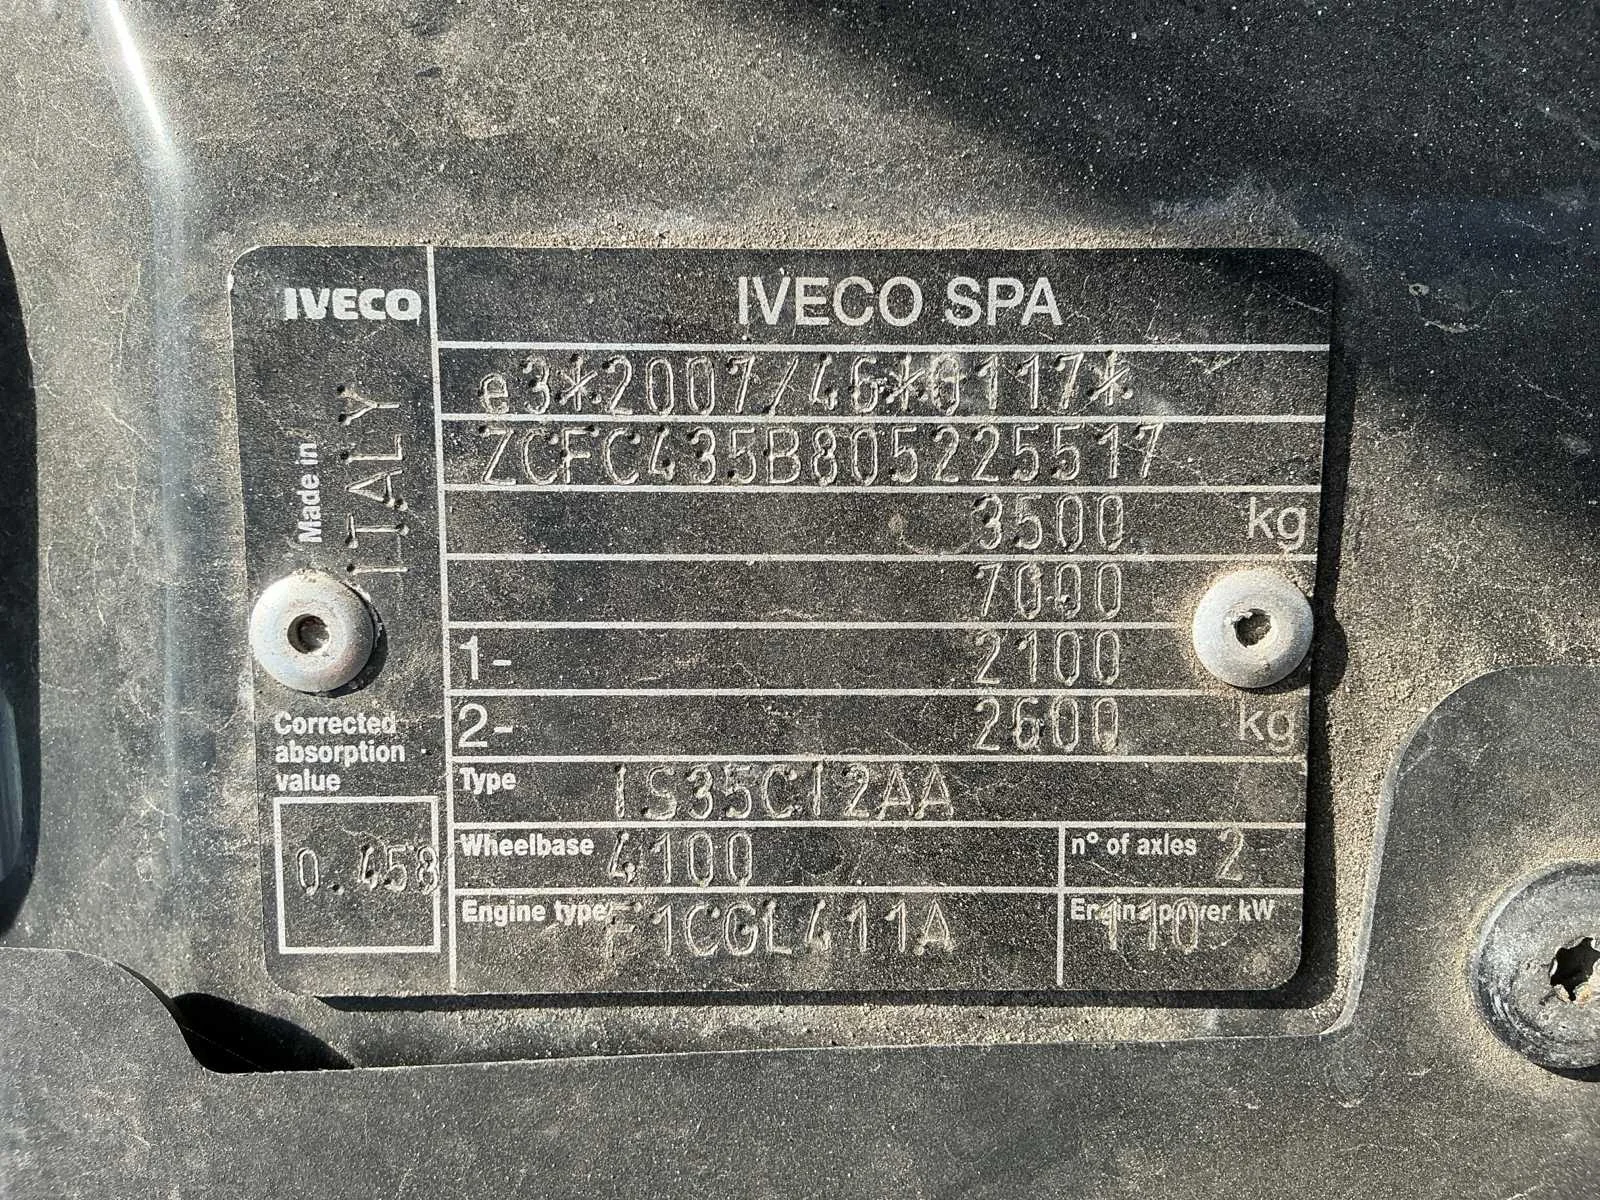 IVECO
IVECO SPA
Made in
ITALY
e3*2007/46*0117*
ZCFC435B805225517
3500 kg
7000
1- 2100
2- 2600 kg
Corrected
absorption
value
0.458
Type IS35CI2AA
Wheelbase 4100 n° of axles 2
Engine type F1CGL411A Engine power kW 110